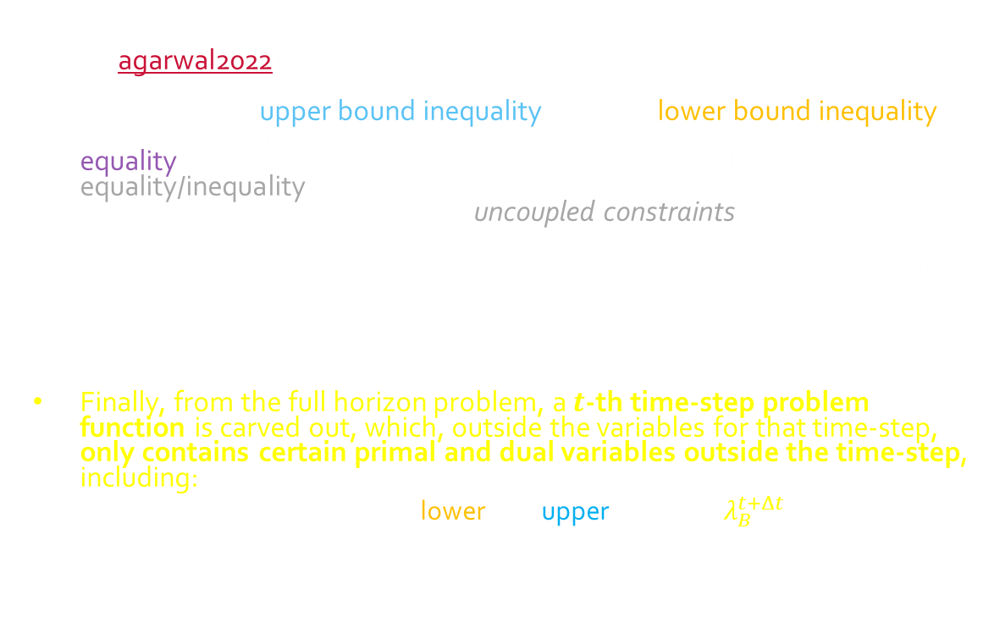 agarwal2022
upper bound inequality lower bound inequality
equality
equality/inequality
uncoupled constraints
• Finally, from the full horizon problem, a t-th time-step problem
function is carved out, which, outside the variables for that time-step,
only contains certain primal and dual variables outside the time-step,
including:
lower upper λ_B^{t+Δt}